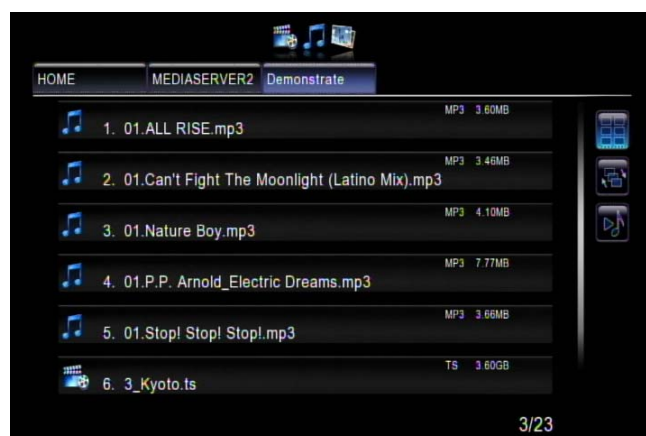 HOME MEDIASERVER2 Demonstrate
MP3 3.60MB
1. 01.ALL RISE.mp3
MP3 3.46MB
2. 01.Can't Fight The Moonlight (Latino Mix).mp3
MP3 4.10MB
3. 01.Nature Boy.mp3
MP3 7.77MB
4. 01.P.P. Arnold_Electric Dreams.mp3
MP3 3.66MB
5. 01.Stop! Stop! Stop!.mp3
TS 3.60GB
6. 3_Kyoto.ts
3/23